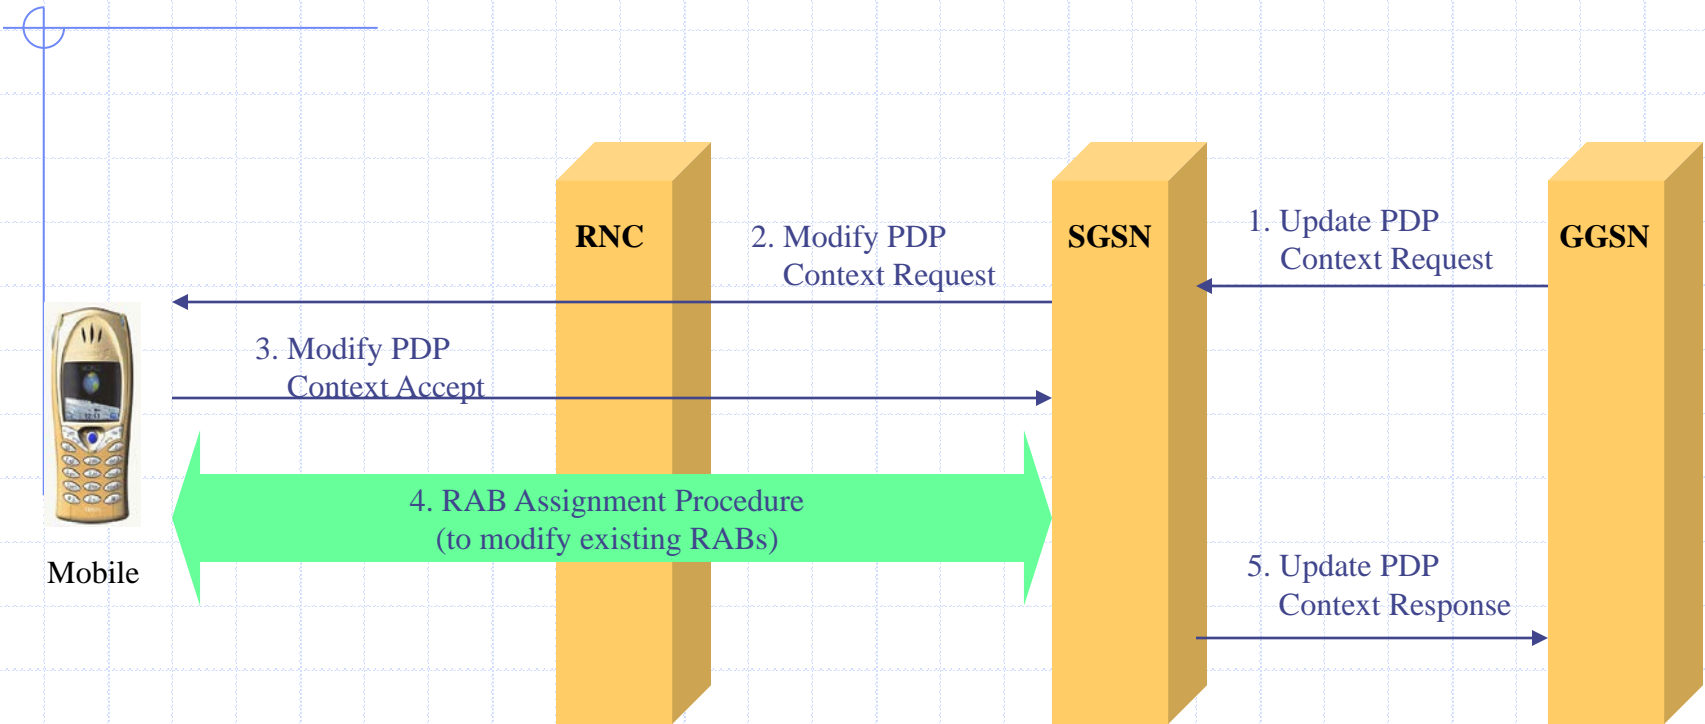 RNC
SGSN
GGSN
1. Update PDP
Context Request
2. Modify PDP
Context Request
3. Modify PDP
Context Accept
4. RAB Assignment Procedure
(to modify existing RABs)
5. Update PDP
Context Response
Mobile